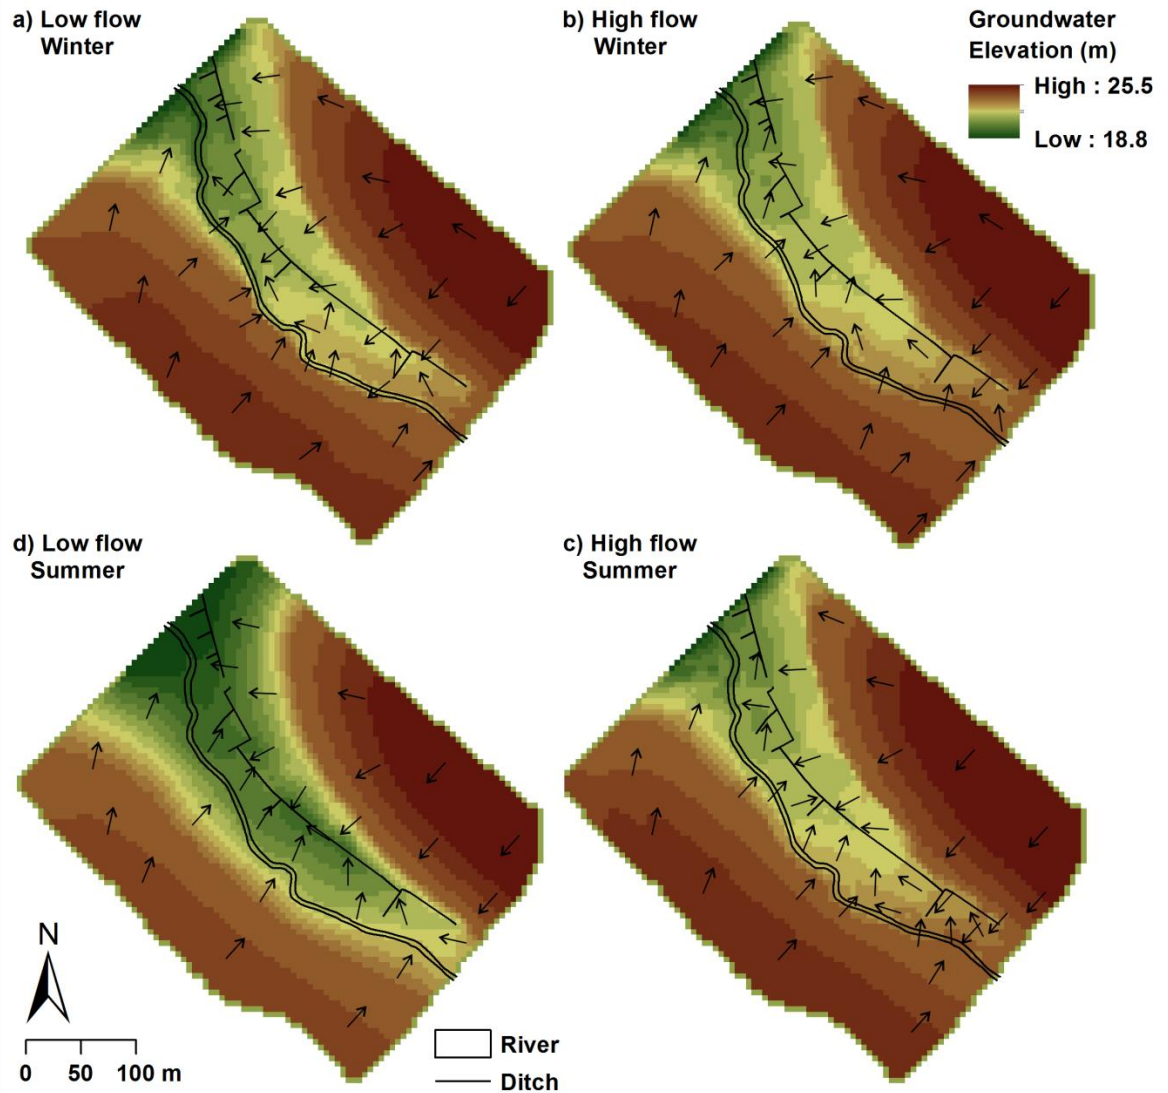 a) Low flow
Winter
b) High flow
Winter
Groundwater
Elevation (m)
High : 25.5
Low : 18.8
d) Low flow
Summer
c) High flow
Summer
N
0 50 100 m
River
Ditch